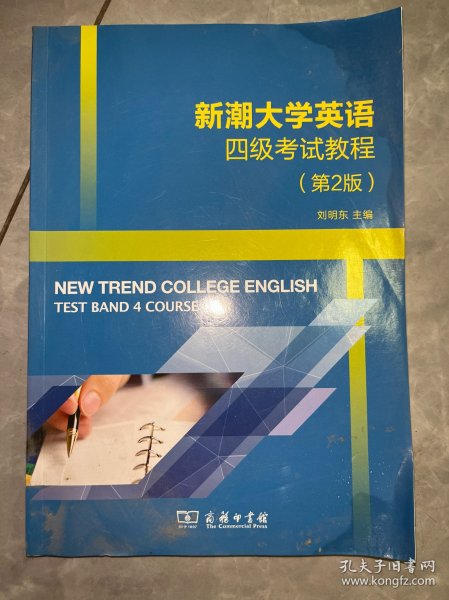 新潮大学英语
四级考试教程
（第2版）
刘明东 主编
NEW TREND COLLEGE ENGLISH
TEST BAND 4 COURSE
商务印书馆
The Commercial Press
孔夫子旧书网
www.kongfz.com